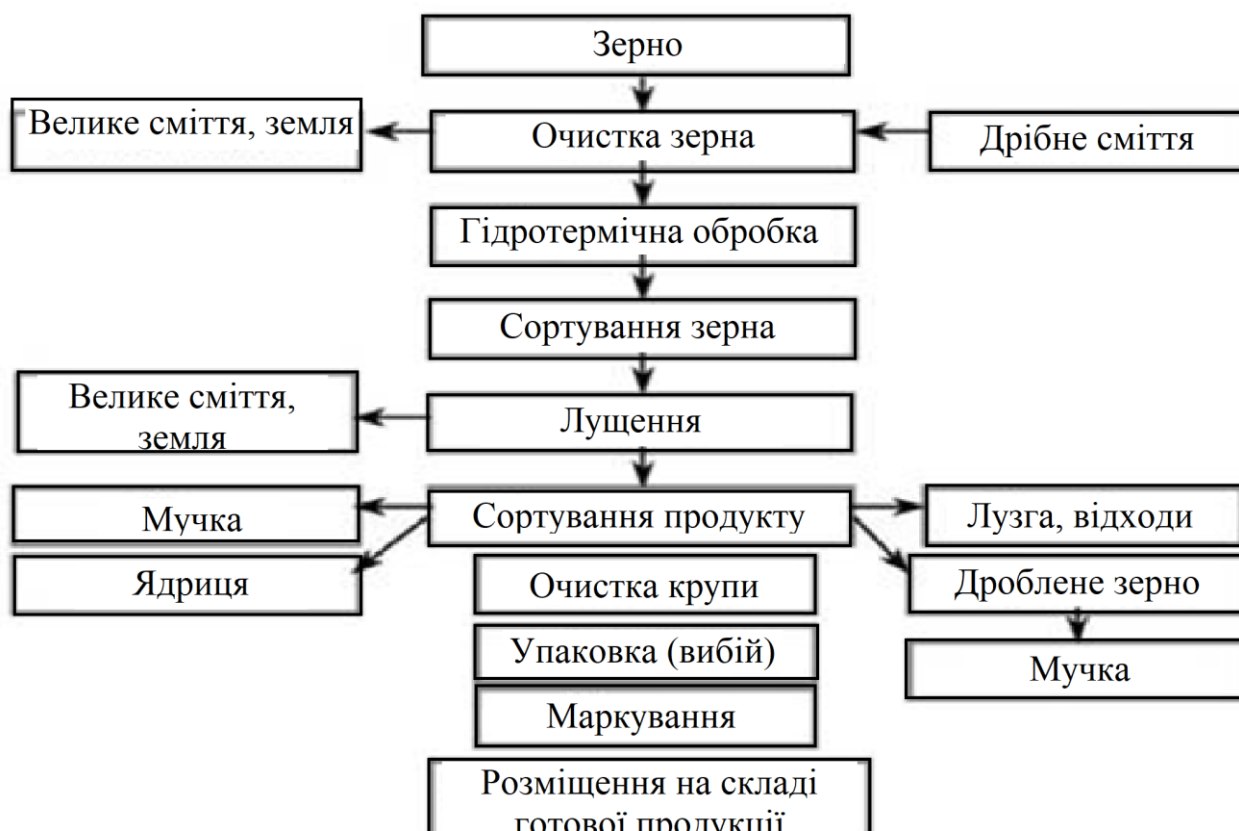 Зерно
Велике сміття, земля
Очистка зерна
Дрібне сміття
Гідротермічна обробка
Сортування зерна
Велике сміття,
земля
Лущення
Мучка
Сортування продукту
Лузга, відходи
Ядриця
Очистка крупи
Дроблене зерно
Упаковка (вибій)
Мучка
Маркування
Розміщення на складі
готової продукції